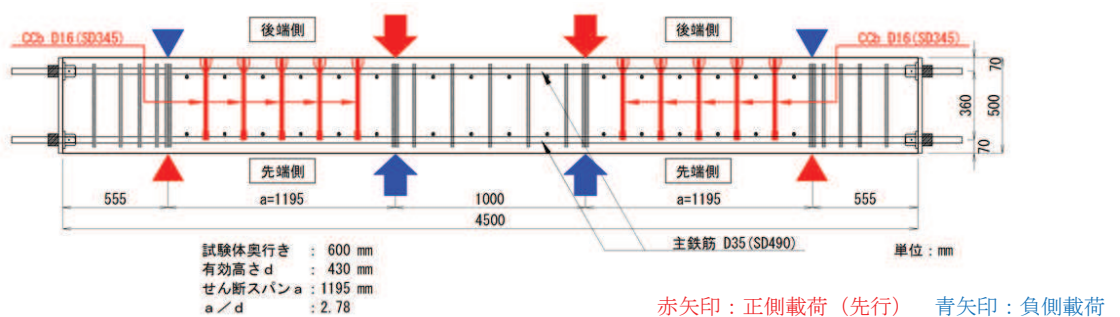 後端側
後端側
CCb D16(SD345)
CCb D16(SD345)
70
360
500
70
先端側
先端側
555
a=1195
1000
a=1195
555
4500
主鉄筋 D35(SD490)
試験体奥行き : 600 mm
有効高さd : 430 mm
せん断スパンa : 1195 mm
a/d : 2.78
単位:mm
赤矢印:正側載荷(先行) 青矢印:負側載荷